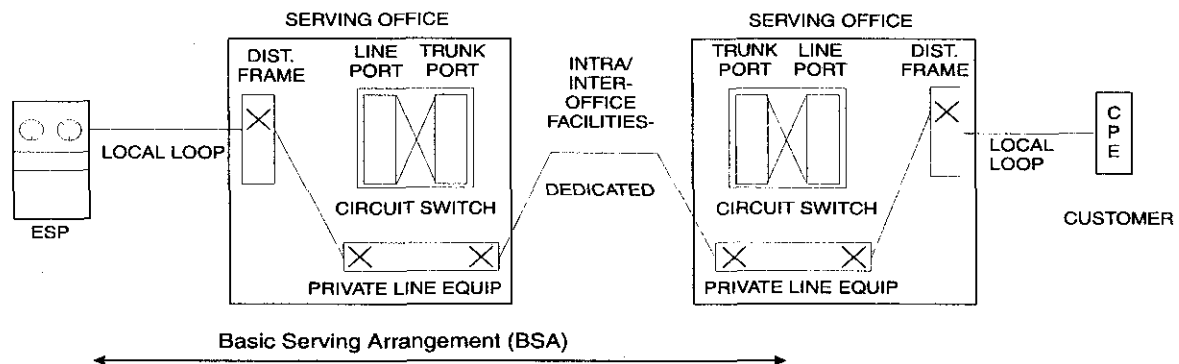 SERVING OFFICE
DIST.
FRAME
LINE
PORT
TRUNK
PORT
LOCAL LOOP
ESP
CIRCUIT SWITCH
PRIVATE LINE EQUIP
INTRA/
INTER-
OFFICE
FACILITIES-
DEDICATED
SERVING OFFICE
TRUNK
PORT
LINE
PORT
DIST.
FRAME
CIRCUIT SWITCH
PRIVATE LINE EQUIP
LOCAL
LOOP
C
P
E
CUSTOMER
Basic Serving Arrangement (BSA)